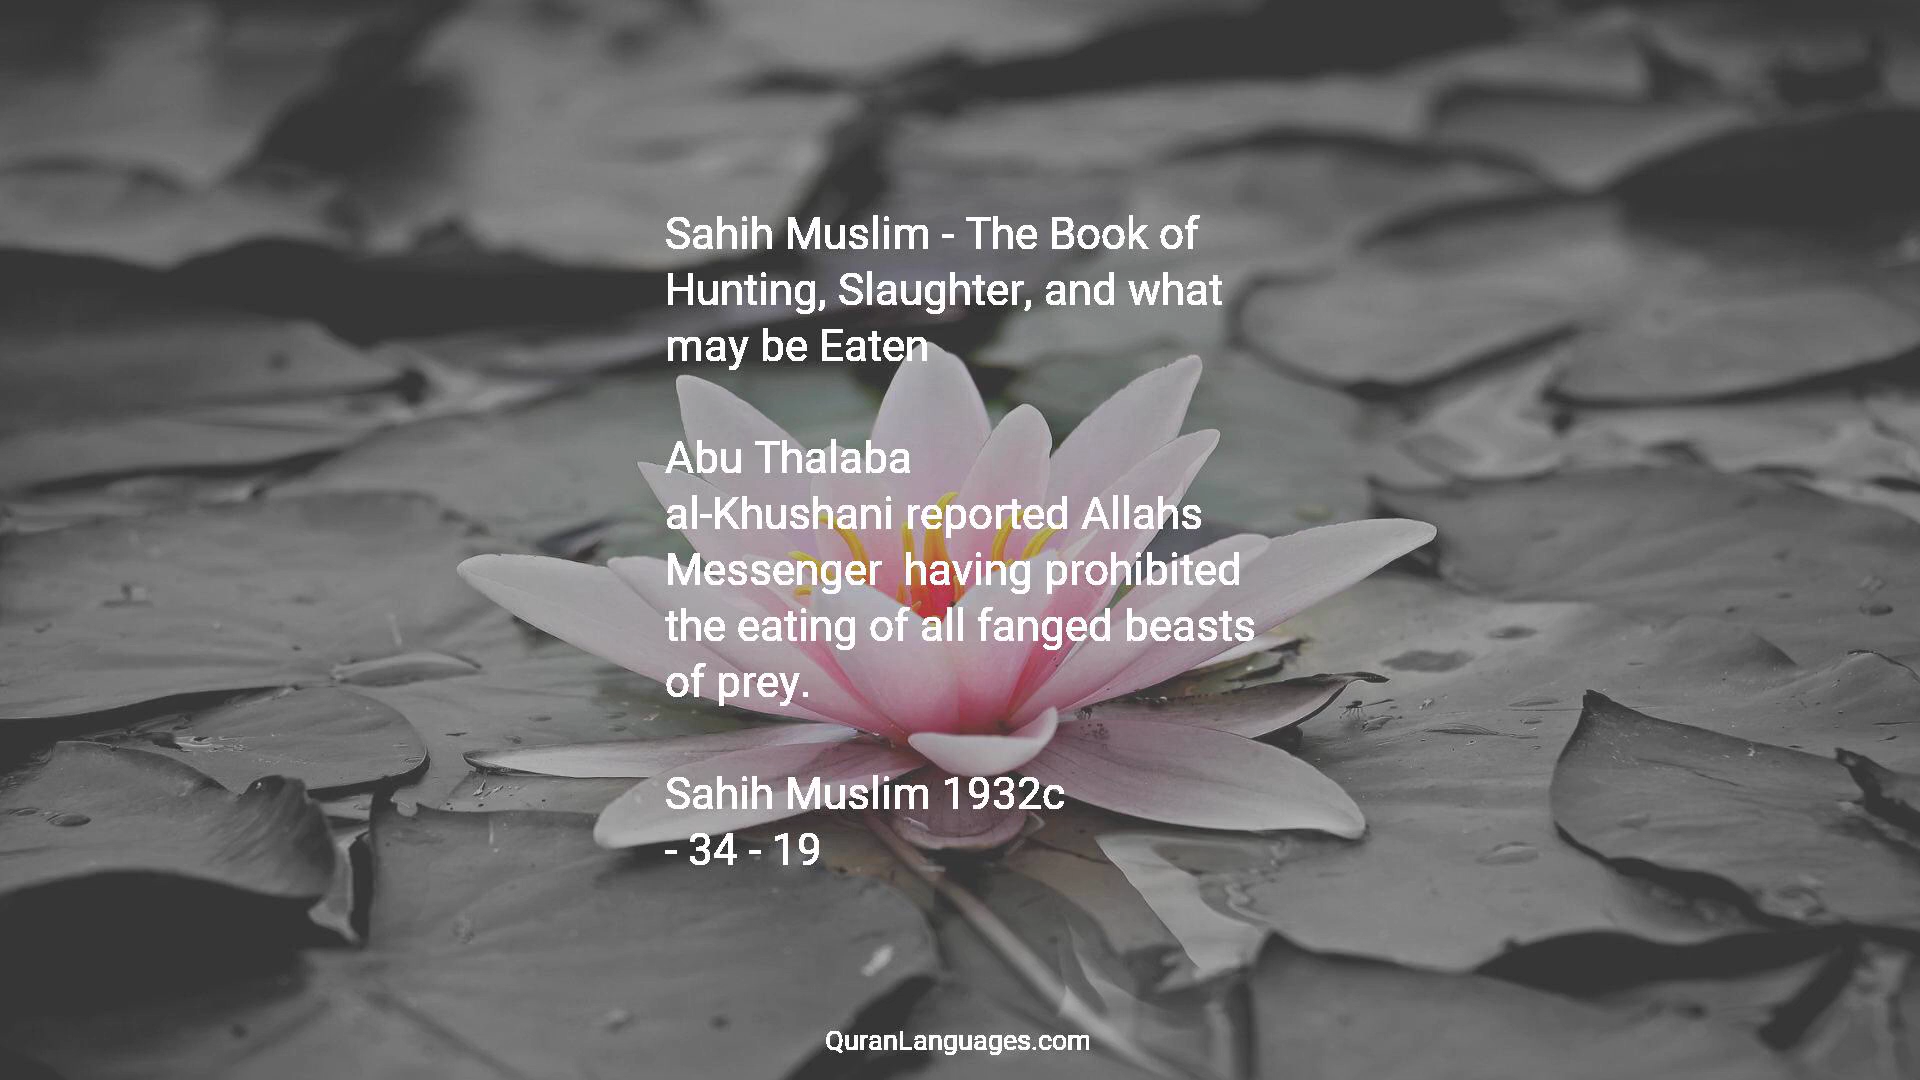 Sahih Muslim - The Book of
Hunting, Slaughter, and what
may be Eaten
Abu Thalaba
al-Khushani reported Allahs
Messenger  having prohibited
the eating of all fanged beasts
of prey.
Sahih Muslim 1932c
- 34 - 19
QuranLanguages.com